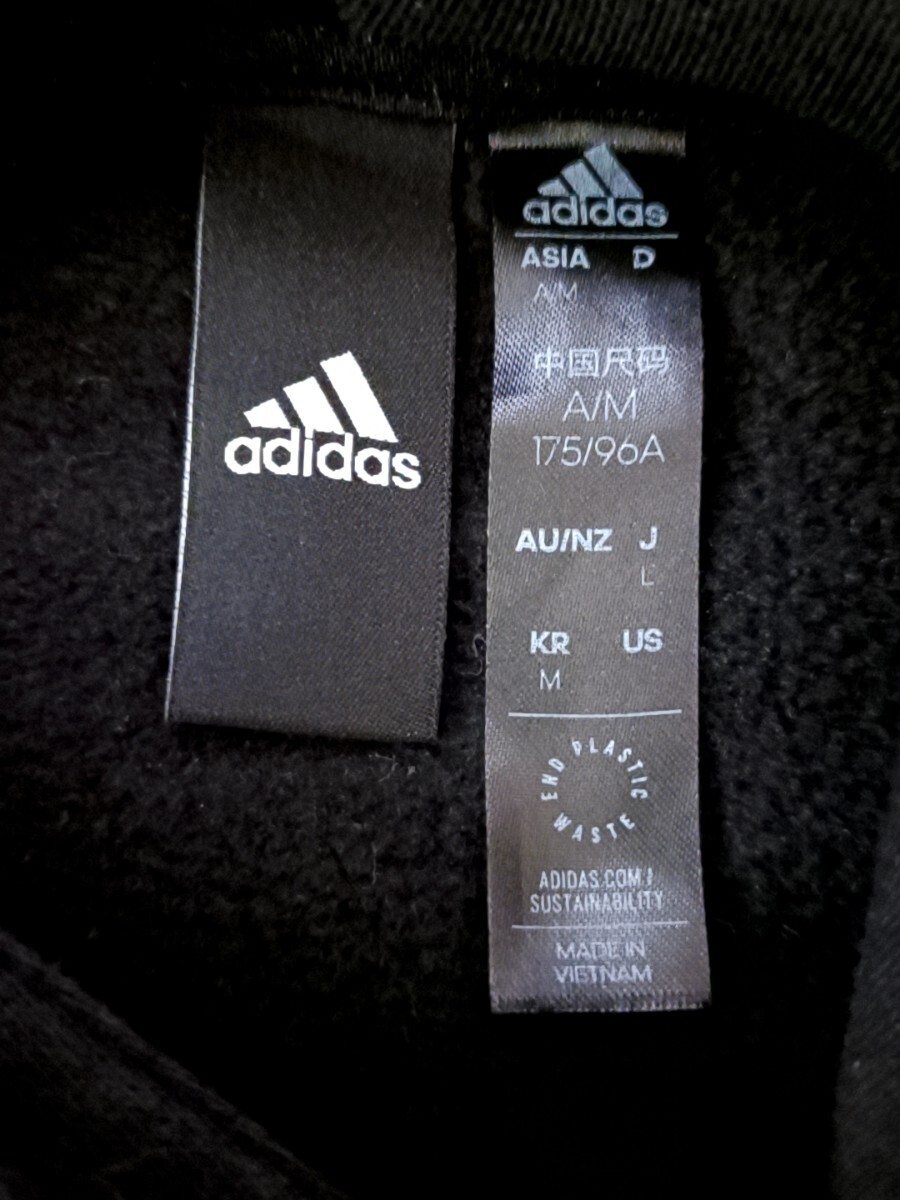 adidas
adidas
ASIA D
A/M
中国尺码
A/M
175/96A
AU/NZ J
L
KR US
M
END PLASTIC WASTE
ADIDAS.COM/
SUSTAINABILITY
MADE IN
VIETNAM